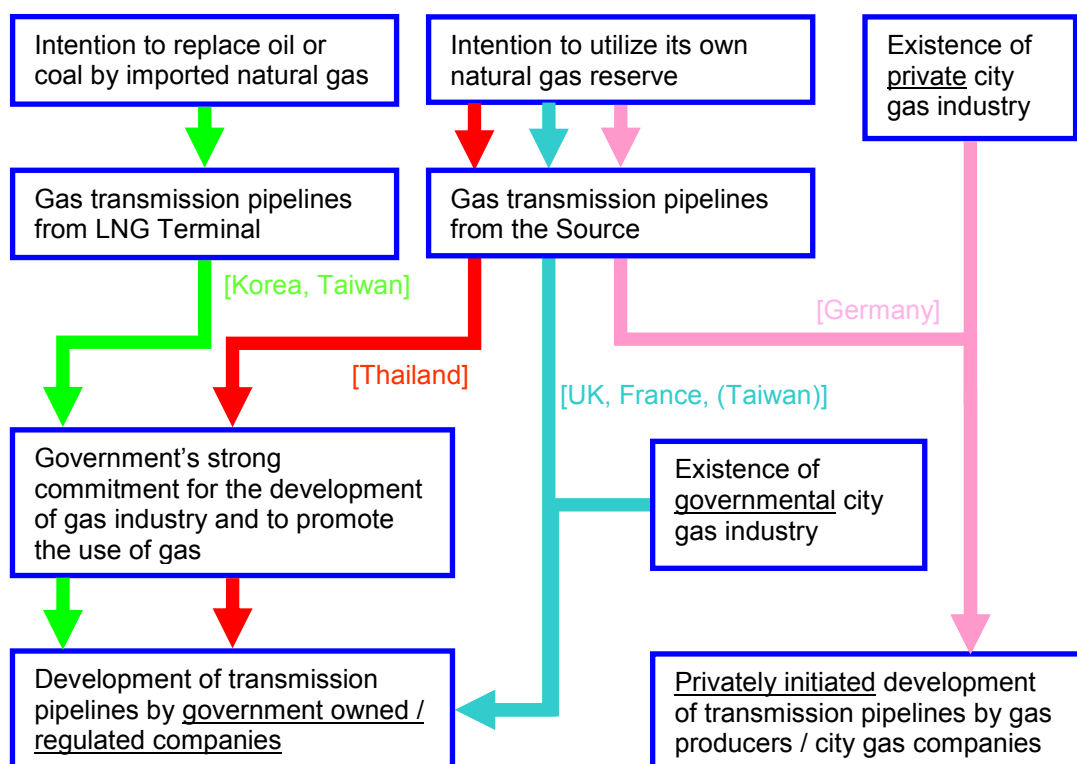 Intention to replace oil or
coal by imported natural gas
Intention to utilize its own
natural gas reserve
Existence of
private city
gas industry
Gas transmission pipelines
from LNG Terminal
Gas transmission pipelines
from the Source
[Korea, Taiwan]
[Germany]
[Thailand]
[UK, France, (Taiwan)]
Government’s strong
commitment for the development
of gas industry and to promote
the use of gas
Existence of
governmental city
gas industry
Development of transmission
pipelines by government owned /
regulated companies
Privately initiated development
of transmission pipelines by gas
producers / city gas companies